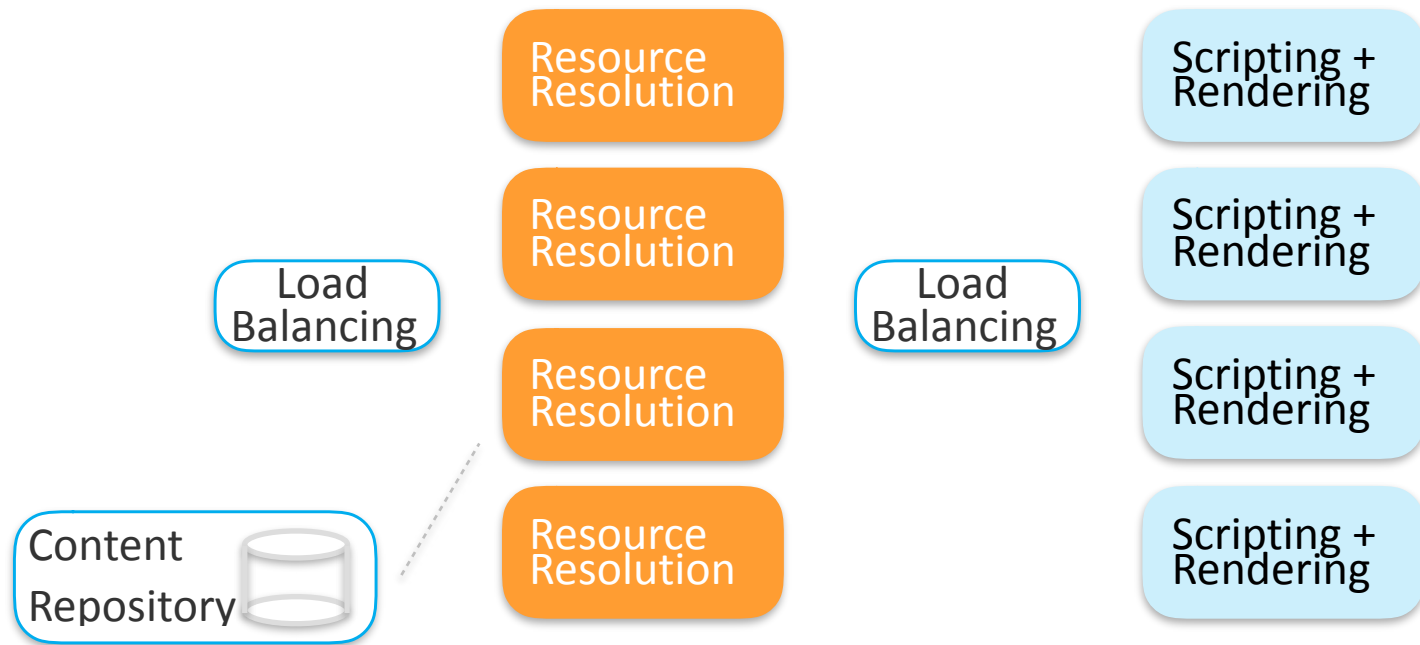 Resource
Resolution
Scripting +
Rendering
Resource
Resolution
Scripting +
Rendering
Load
Balancing
Load
Balancing
Resource
Resolution
Scripting +
Rendering
Content
Repository
Resource
Resolution
Scripting +
Rendering